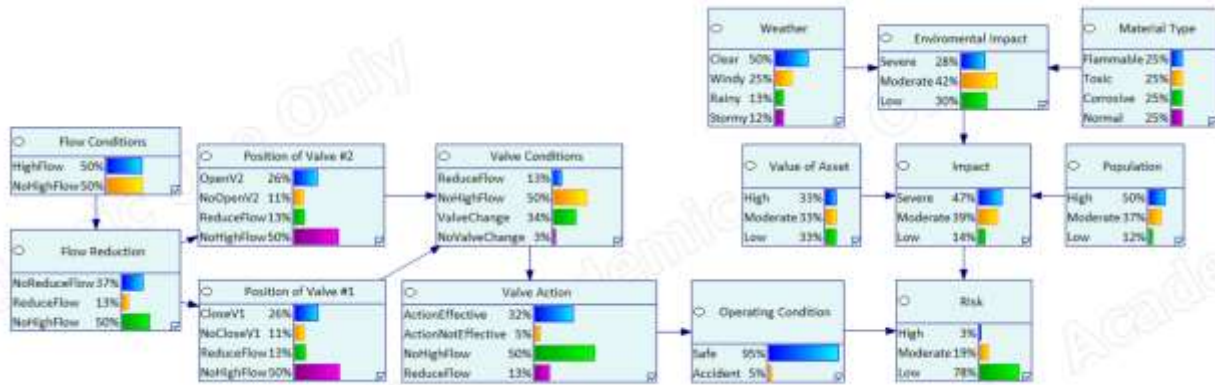 Weather
Clear 50%
Windy 25%
Rainy 13%
Stormy 12%
Enviromental Impact
Severe 28%
Moderate 42%
Low 30%
Material Type
Flammable 25%
Toxic 25%
Corrosive 25%
Normal 25%
Flow Conditions
HighFlow 50%
NoHighFlow 50%
Position of Valve #2
OpenV2 26%
NoOpenV2 11%
ReduceFlow 13%
NoHighFlow 50%
Valve Conditions
ReduceFlow 13%
NoHighFlow 50%
ValveChange 34%
NoValveChange 3%
Value of Asset
High 33%
Moderate 33%
Low 33%
Impact
Severe 47%
Moderate 39%
Low 14%
Population
High 50%
Moderate 37%
Low 12%
Flow Reduction
NoReduceFlow 37%
ReduceFlow 13%
NoHighFlow 50%
Position of Valve #1
CloseV1 26%
NoCloseV1 11%
ReduceFlow 13%
NoHighFlow 50%
Valve Action
ActionEffective 32%
ActionNotEffective 5%
NoHighFlow 50%
ReduceFlow 13%
Operating Condition
Safe 95%
Accident 5%
Risk
High 3%
Moderate 19%
Low 78%